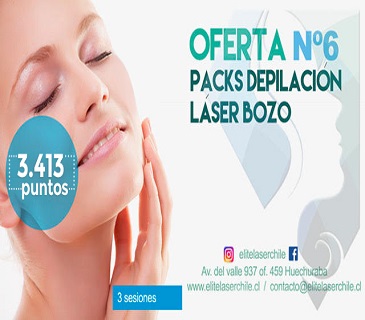 OFERTA Nº6
PACKS DEPILACIÓN
LÁSER BOZO
3.413
puntos
elitelaserchile
Av. del valle 937 of. 459 Huechuraba
www.elitelaserchile.cl / contacto@elitelaserchile.cl
3 sesiones